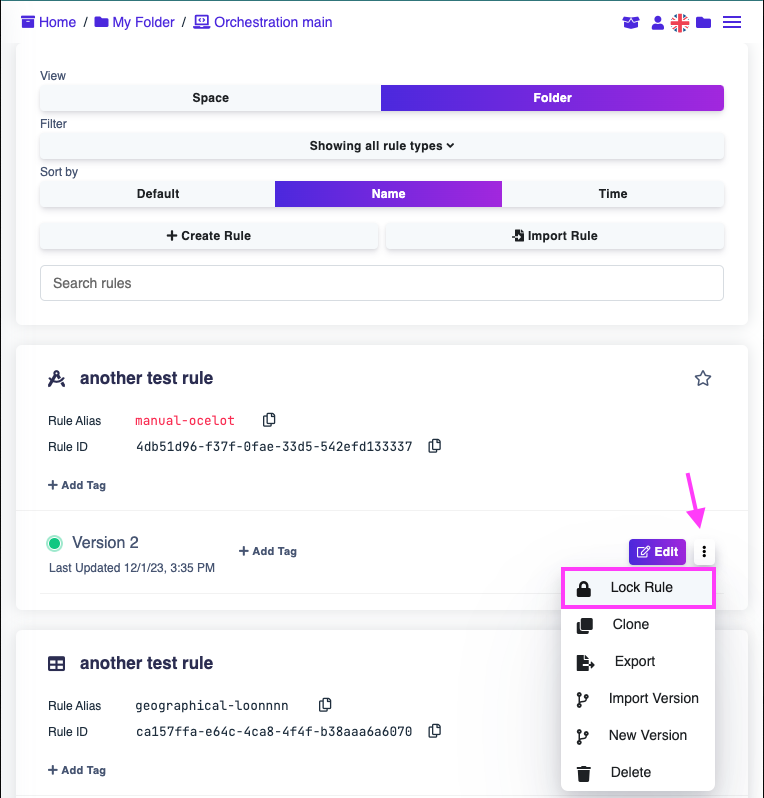 Home / My Folder / Orchestration main
View
Space Folder
Filter
Showing all rule types
Sort by
Default Name Time
+ Create Rule Import Rule
Search rules
another test rule
Rule Alias manual-ocelot
Rule ID 4db51d96-f37f-0fae-33d5-542efd133337
+ Add Tag
Version 2
+ Add Tag
Edit
Last Updated 12/1/23, 3:35 PM
Lock Rule
Clone
Export
Import Version
New Version
Delete
another test rule
Rule Alias geographical-loonnnn
Rule ID ca157ffa-e64c-4ca8-4f4f-b38aaa6a6070
+ Add Tag